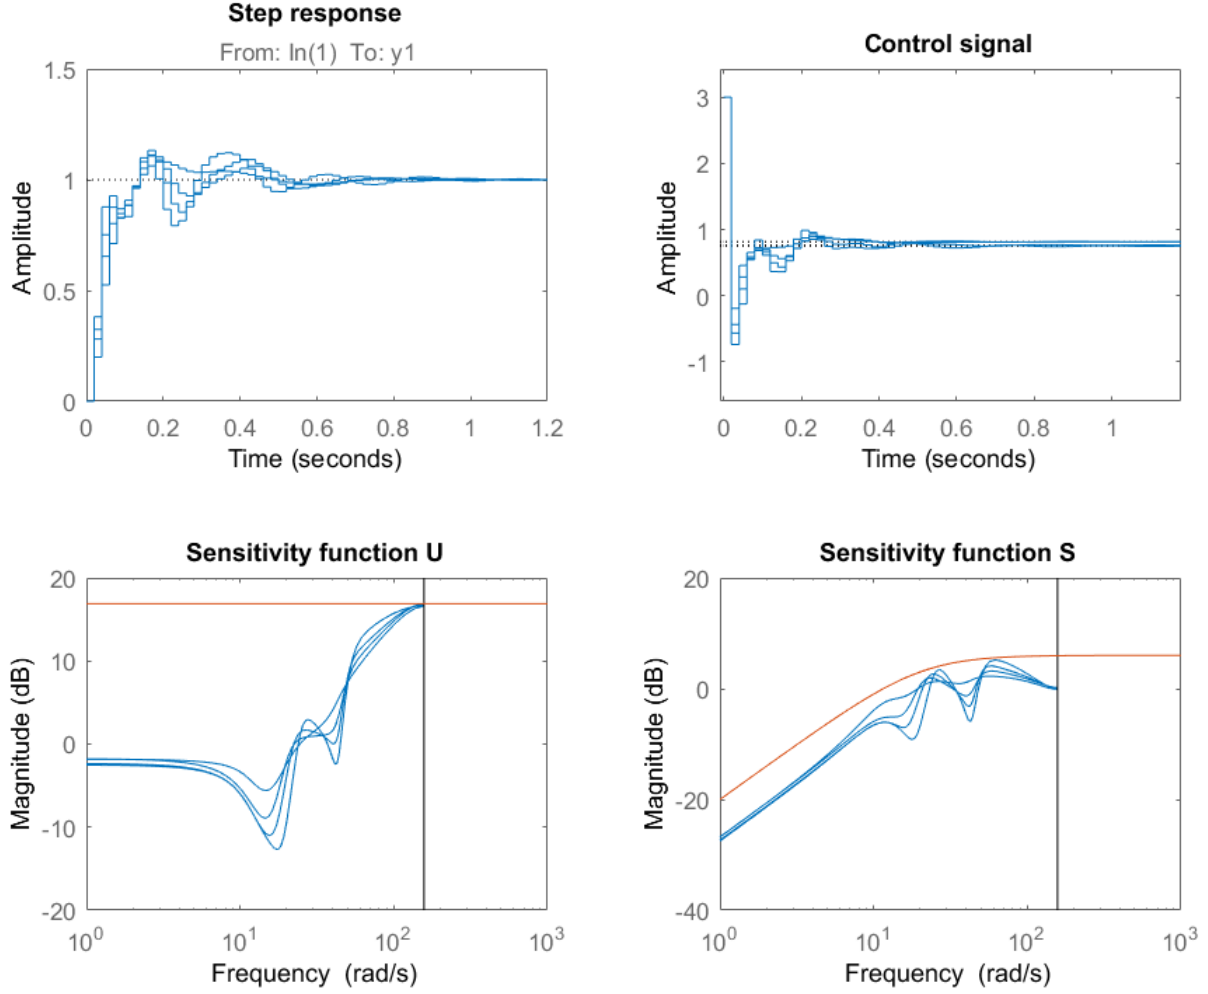 Step response
From: In(1) To: y1
Amplitude
1.5
1
0.5
0
0 0.2 0.4 0.6 0.8 1 1.2
Time (seconds)
Control signal
Amplitude
3
2
1
0
-1
0 0.2 0.4 0.6 0.8 1
Time (seconds)
Sensitivity function U
Magnitude (dB)
20
10
0
-10
-20
10^0 10^1 10^2 10^3
Frequency (rad/s)
Sensitivity function S
Magnitude (dB)
20
0
-20
-40
10^0 10^1 10^2 10^3
Frequency (rad/s)